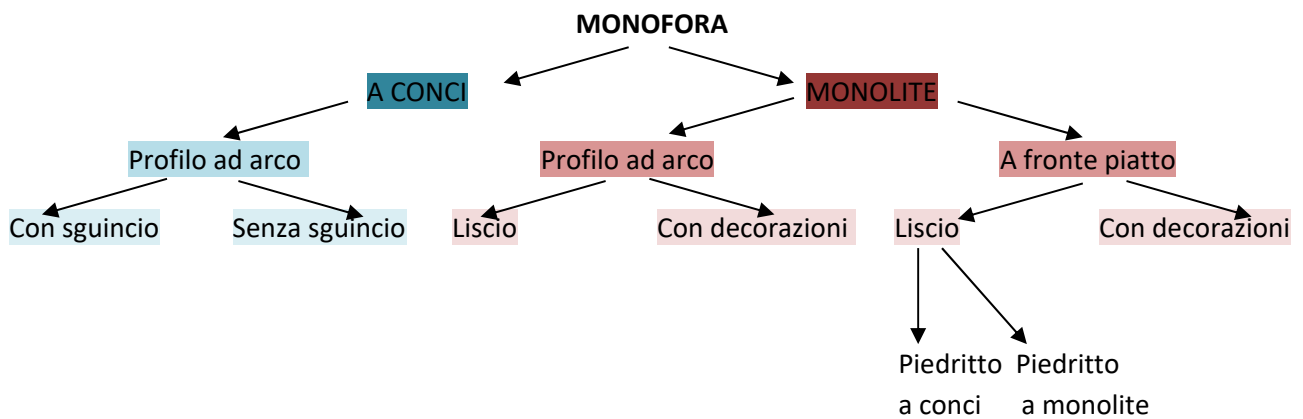 MONOFORA
A CONCI MONOLITE
Profilo ad arco Profilo ad arco A fronte piatto
Con sguincio Senza sguincio Liscio Con decorazioni Liscio Con decorazioni
Piedritto Piedritto
a conci a monolite